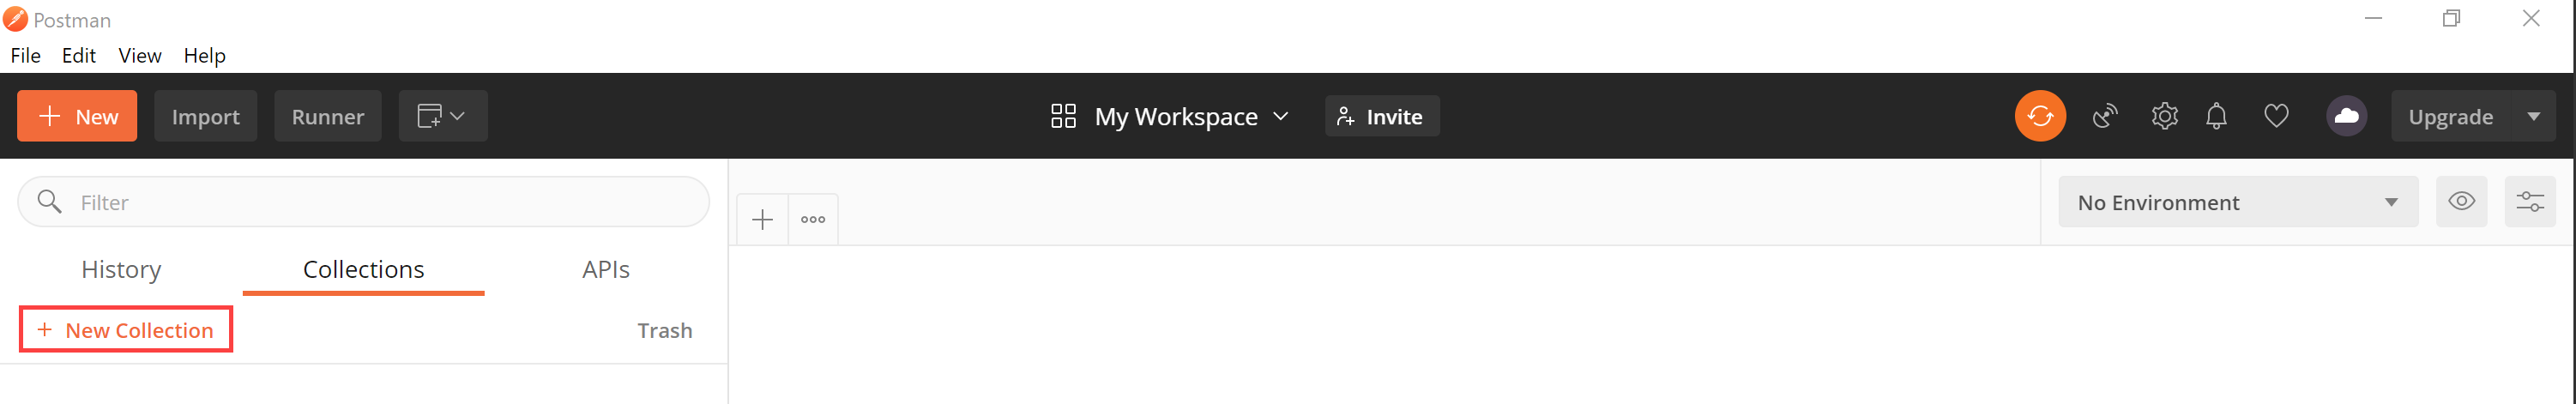 Postman
File Edit View Help
New Import Runner My Workspace Invite Upgrade
Filter
No Environment
History Collections APIs
+ New Collection Trash